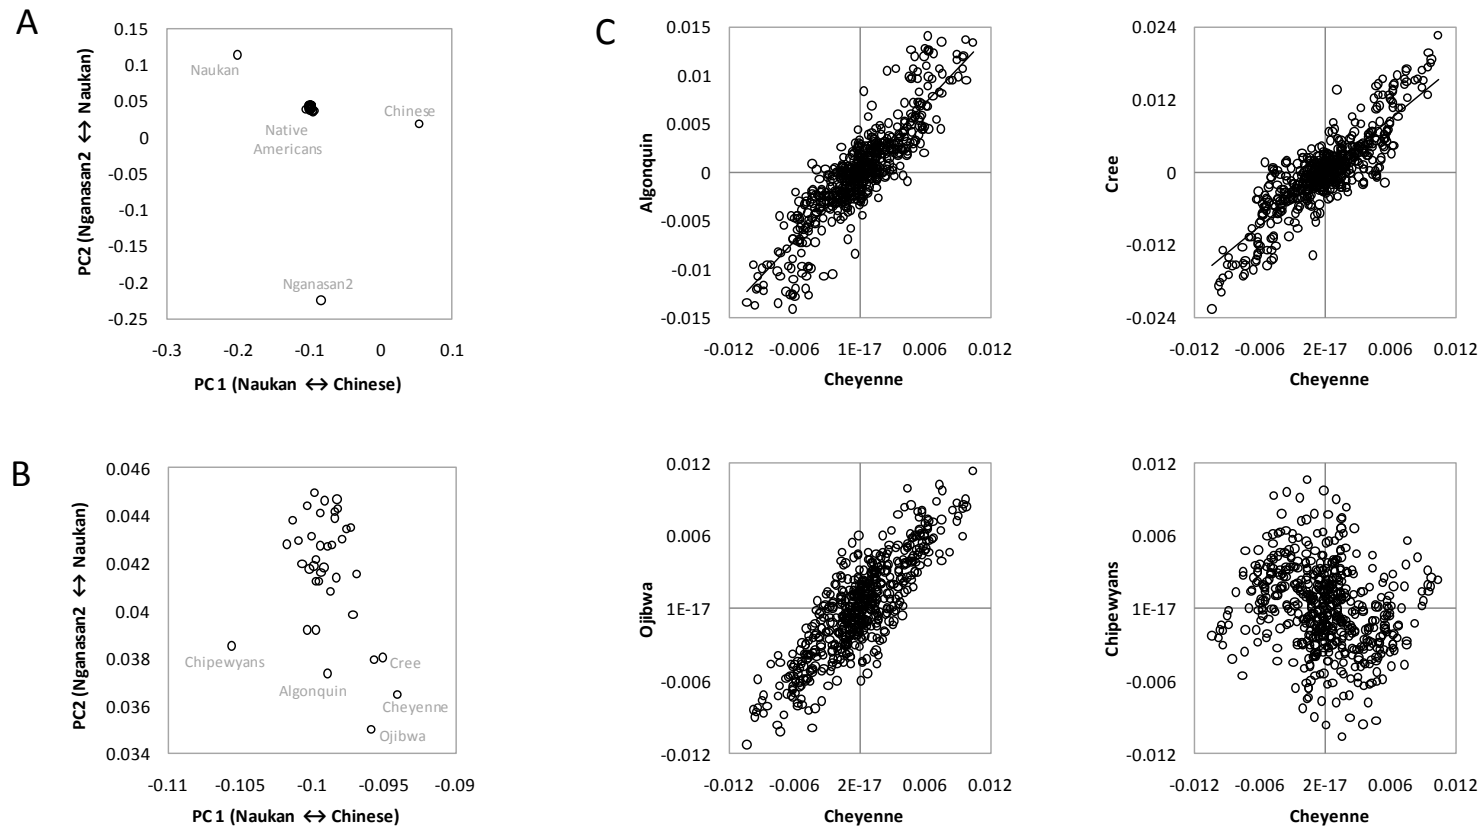 A
0.15
0.1
0.05
0
-0.05
-0.1
-0.15
-0.2
-0.25
-0.3 -0.2 -0.1 0 0.1
PC2 (Nganasan2 ↔ Naukan)
PC 1 (Naukan ↔ Chinese)
Naukan
Chinese
Native
Americans
Nganasan2
B
0.046
0.044
0.042
0.04
0.038
0.036
0.034
-0.11 -0.105 -0.1 -0.095 -0.09
PC2 (Nganasan2 ↔ Naukan)
PC 1 (Naukan ↔ Chinese)
Chipewyans
Cree
Algonquin
Cheyenne
Ojibwa
C
0.015
0.01
0.005
0
-0.005
-0.01
-0.015
-0.012 -0.006 1E-17 0.006 0.012
Algonquin
Cheyenne
0.024
0.012
0
-0.012
-0.024
-0.012 -0.006 2E-17 0.006 0.012
Cree
Cheyenne
0.012
0.006
1E-17
-0.006
-0.012
-0.012 -0.006 1E-17 0.006 0.012
Ojibwa
Cheyenne
0.012
0.006
1E-17
-0.006
-0.012
-0.012 -0.006 2E-17 0.006 0.012
Chipewyans
Cheyenne